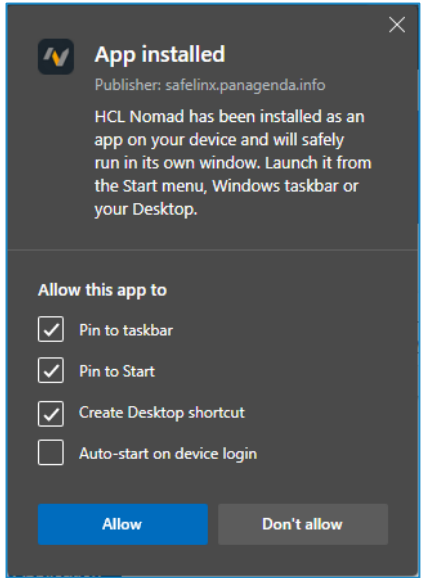 App installed
Publisher: safelinx.panagenda.info
HCL Nomad has been installed as an
app on your device and will safely
run in its own window. Launch it from
the Start menu, Windows taskbar or
your Desktop.
Allow this app to
Pin to taskbar
Pin to Start
Create Desktop shortcut
Auto-start on device login
Allow Don't allow